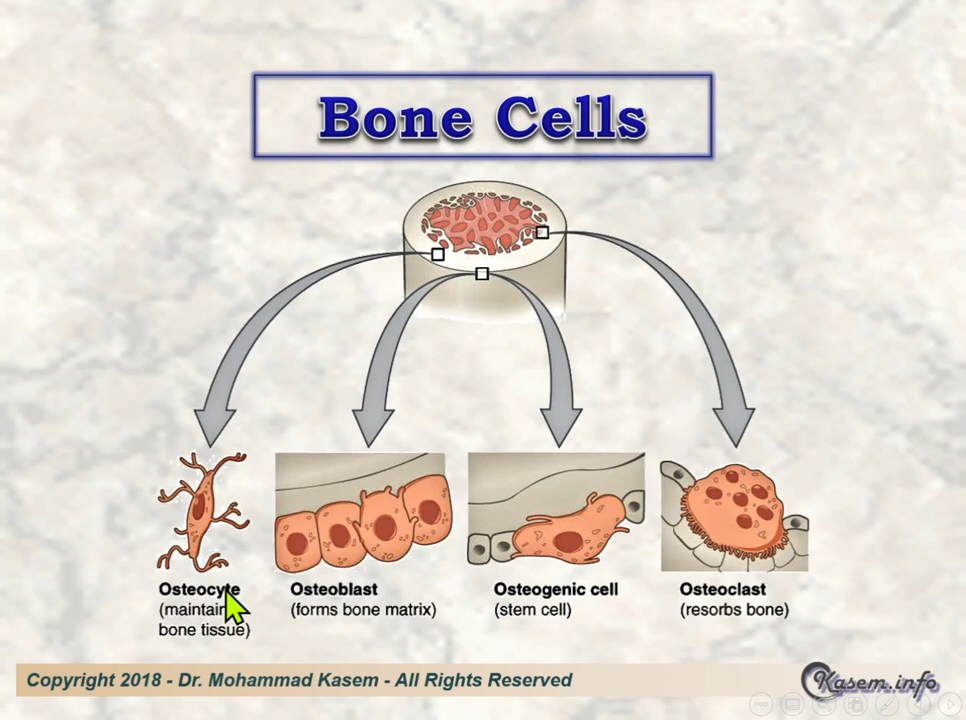 Bone Cells
Osteocyte
(maintain
bone tissue)
Osteoblast
(forms bone matrix)
Osteogenic cell
(stem cell)
Osteoclast
(resorbs bone)
Copyright 2018 - Dr. Mohammad Kasem - All Rights Reserved
Kasem.info